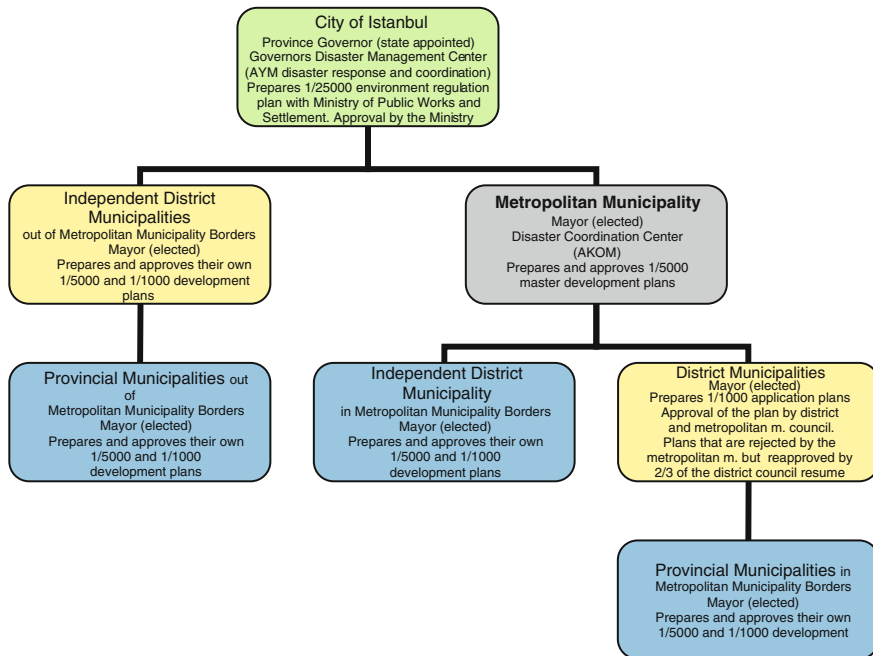 City of Istanbul
Province Governor (state appointed)
Governors Disaster Management Center
(AYM disaster response and coordination)
Prepares 1/25000 environment regulation
plan with Ministry of Public Works and
Settlement. Approval by the Ministry
Independent District
Municipalities
out of Metropolitan Municipality Borders
Mayor (elected)
Prepares and approves their own
1/5000 and 1/1000 development
plans
Metropolitan Municipality
Mayor (elected)
Disaster Coordination Center
(AKOM)
Prepares and approves 1/5000
master development plans
Provincial Municipalities out
of
Metropolitan Municipality Borders
Mayor (elected)
Prepares and approves their own
1/5000 and 1/1000
development plans
Independent District
Municipality
in Metropolitan Municipality Borders
Mayor (elected)
Prepares and approves their own
1/5000 and 1/1000
development plans
District Municipalities
Mayor (elected)
Prepares 1/1000 application plans
Approval of the plan by district
and metropolitan m. council.
Plans that are rejected by the
metropolitan m. but reapproved by
2/3 of the district council resume
Provincial Municipalities in
Metropolitan Municipality Borders
Mayor (elected)
Prepares and approves their own
1/5000 and 1/1000 development